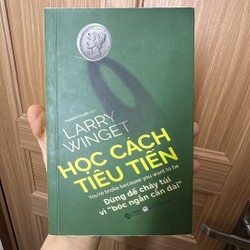 LARRY
WINGET
HỌC CÁCH
TIÊU TIỀN
You're broke because you want to be
Đừng để cháy túi
vì "bóc ngắn cắn dài"